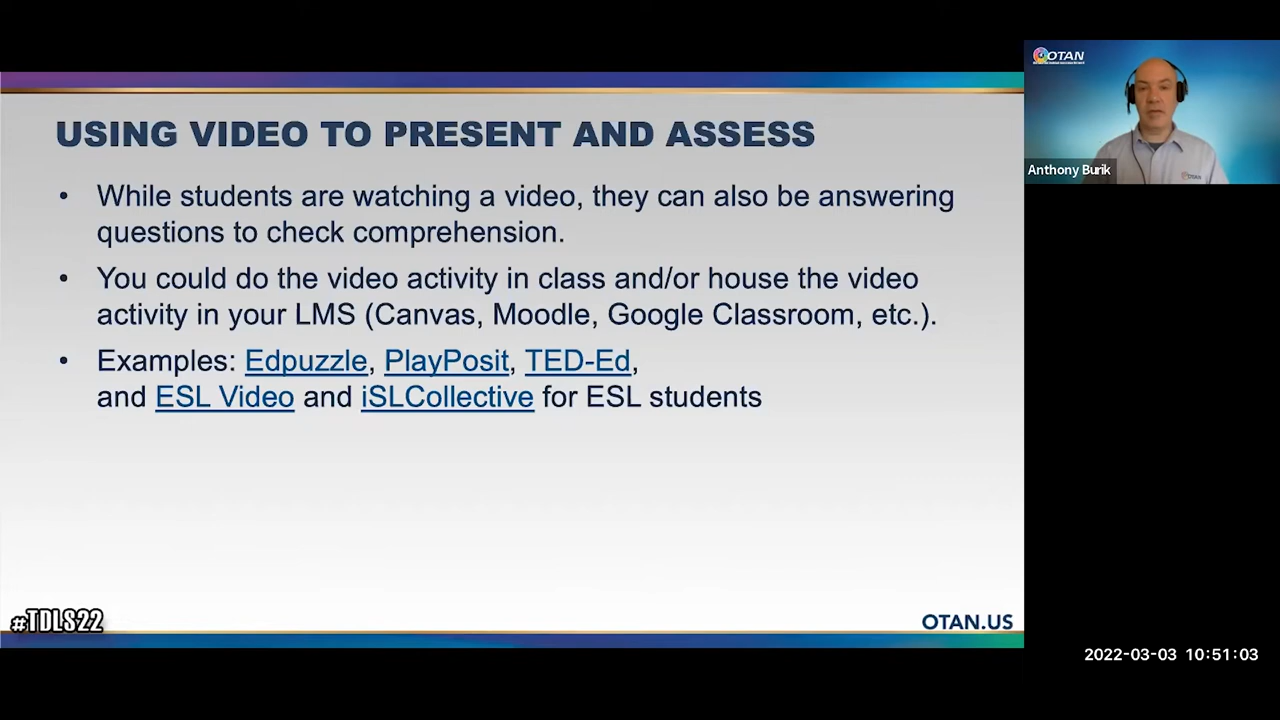 USING VIDEO TO PRESENT AND ASSESS
• While students are watching a video, they can also be answering
questions to check comprehension.
• You could do the video activity in class and/or house the video
activity in your LMS (Canvas, Moodle, Google Classroom, etc.).
• Examples: Edpuzzle, PlayPosit, TED-Ed,
and ESL Video and iSLCollective for ESL students
#TDLS22
OTAN.US
OTAN
Anthony Burik
OTAN
2022-03-03 10:51:03